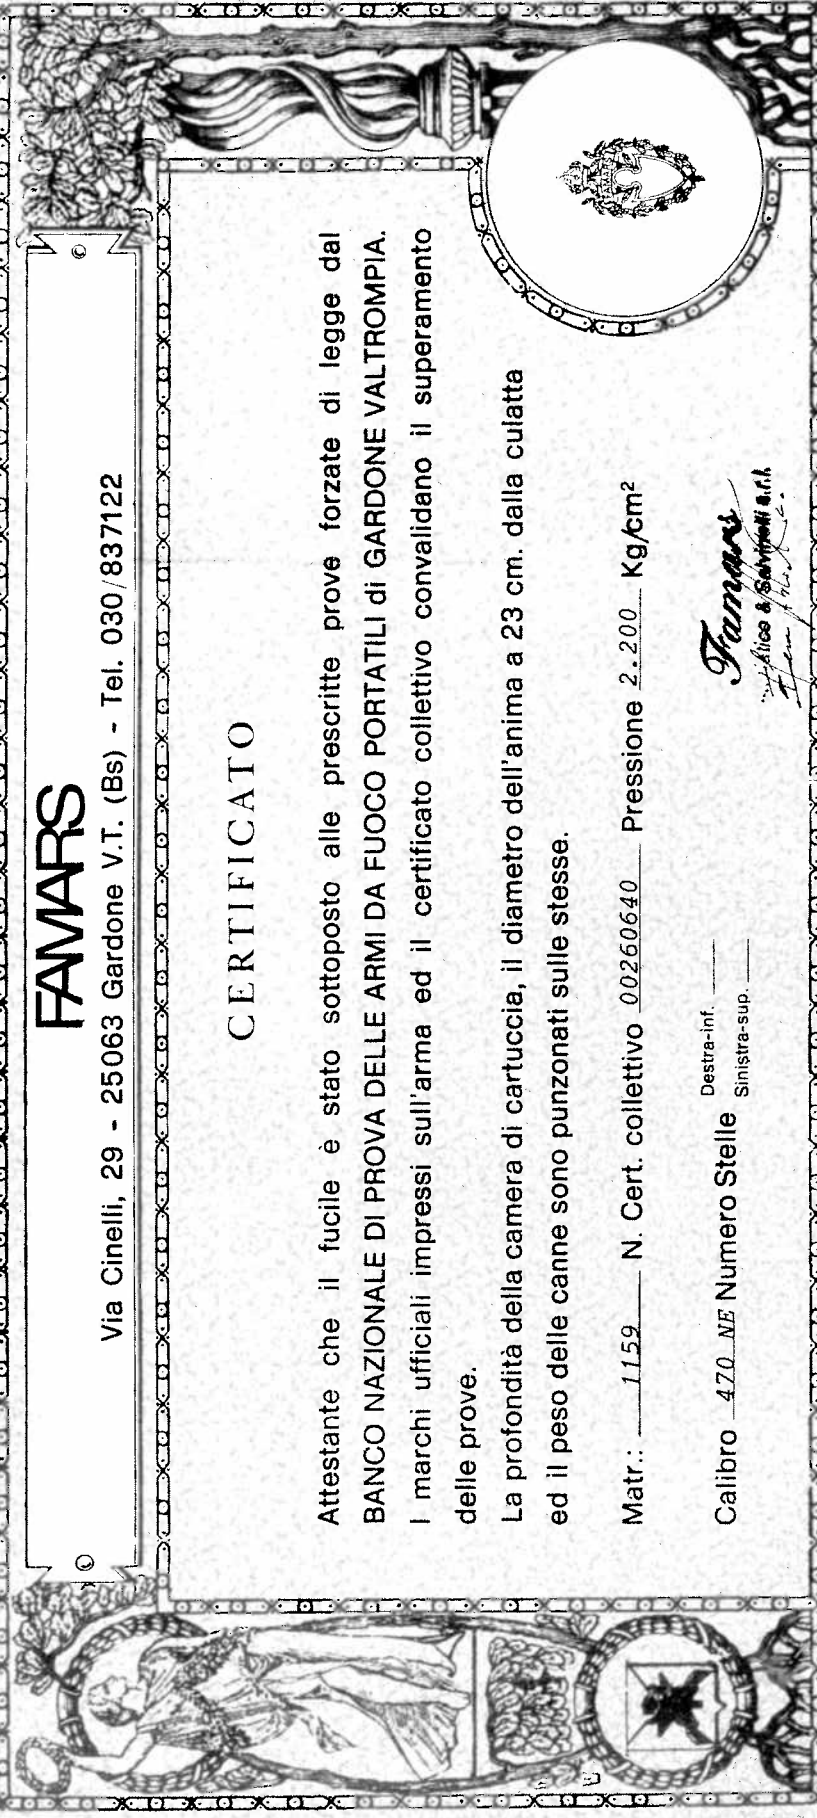 FAMARS
Via Cinelli, 29 - 25063 Gardone V.T. (Bs) - Tel. 030/837122
CERTIFICATO
Attestante che il fucile è stato sottoposto alle prescritte prove forzate di legge dal
BANCO NAZIONALE DI PROVA DELLE ARMI DA FUOCO PORTATILI di GARDONE VALTROMPIA.
I marchi ufficiali impressi sull'arma ed il certificato collettivo convalidano il superamento
delle prove.
La profondità della camera di cartuccia, il diametro dell'anima a 23 cm. dalla culatta
ed il peso delle canne sono punzonati sulle stesse.
Matr.: 1159 N. Cert. collettivo 00260640 Pressione 2.200 Kg/cm²
Calibro 470 NE Numero Stelle Destra-inf.
Sinistra-sup.
Famars
& Salvinelli s.r.l.